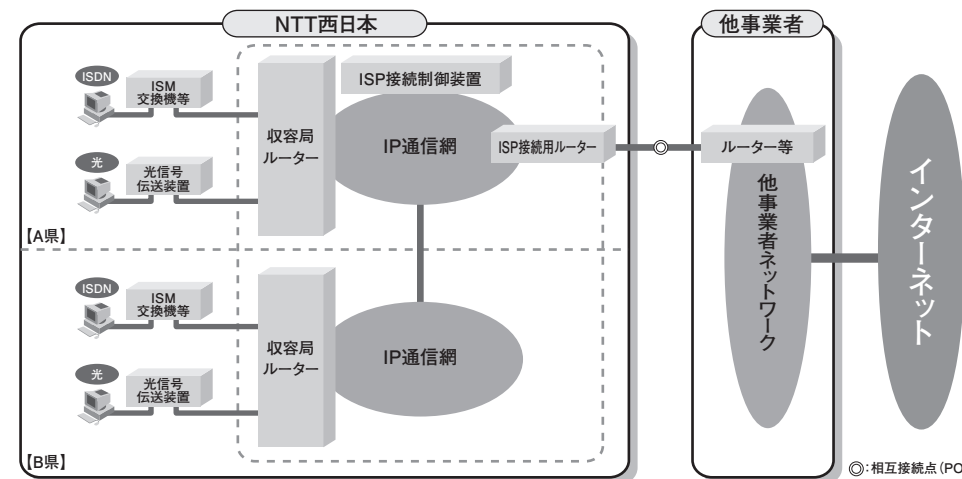 NTT西日本
他事業者
ISDN
ISM
交換機等
光
光信号
伝送装置
収容局
ルーター
ISP接続制御装置
IP通信網
ISP接続用ルーター
ルーター等
他事業者ネットワーク
インターネット
【A県】
ISDN
ISM
交換機等
光
光信号
伝送装置
収容局
ルーター
IP通信網
【B県】
◎:相互接続点(PO